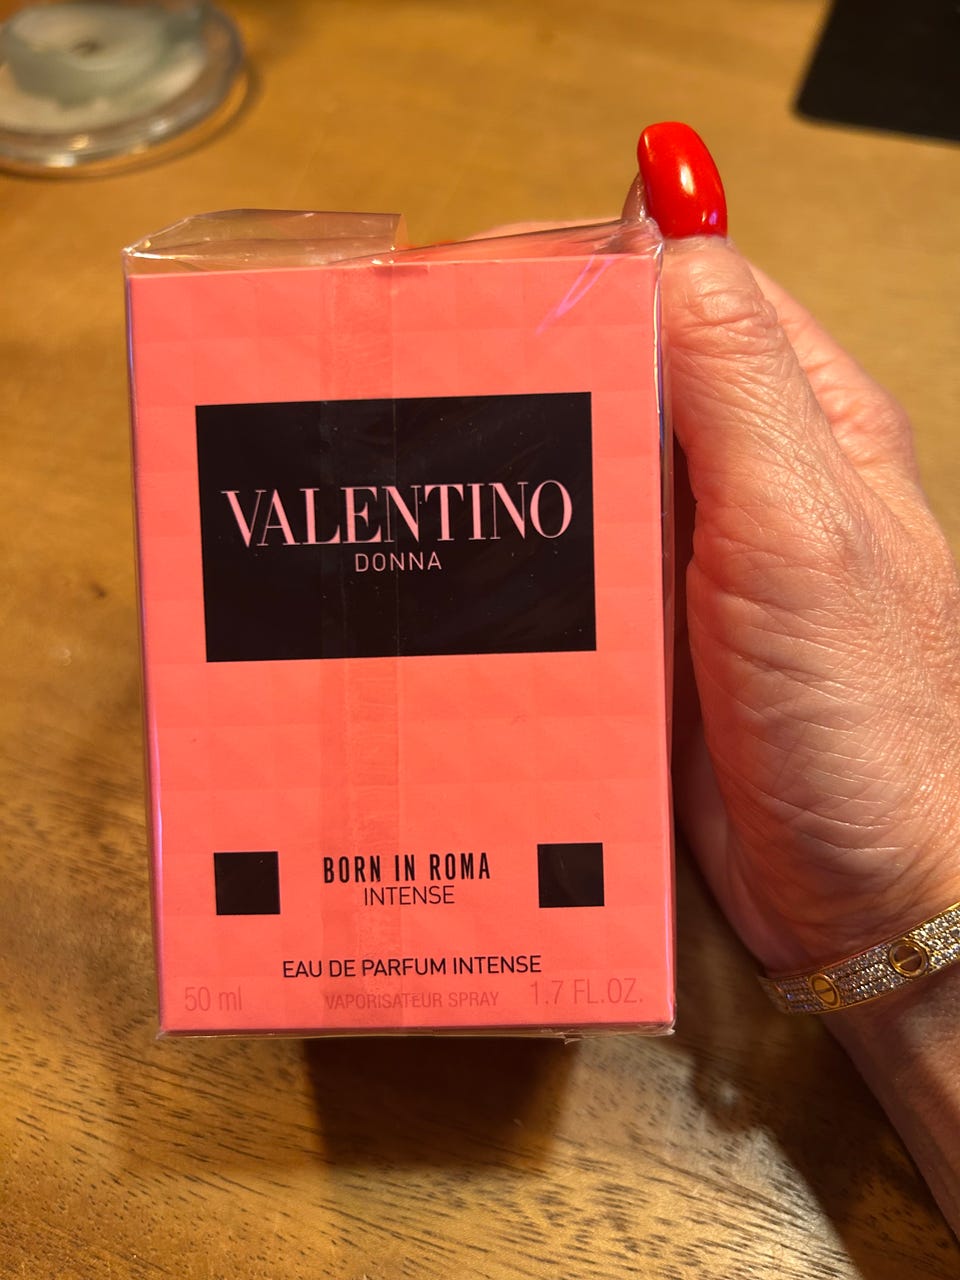 VALENTINO
DONNA
BORN IN ROMA
INTENSE
EAU DE PARFUM INTENSE
50 ml VAPORISATEUR SPRAY 1.7 FL.OZ.